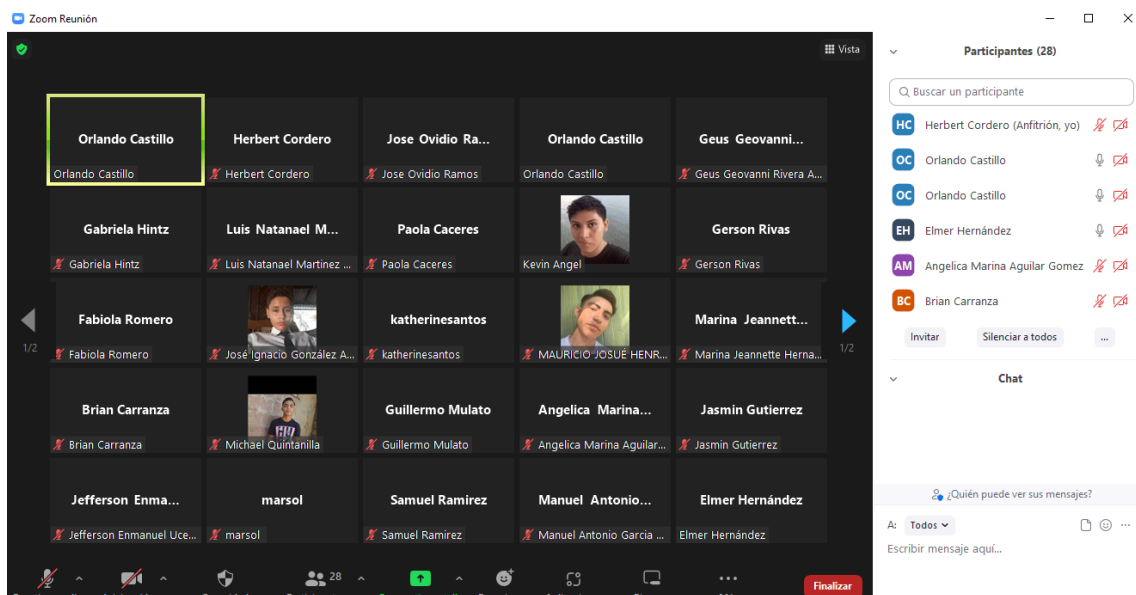 Zoom Reunión
Vista
Orlando Castillo
Orlando Castillo
Herbert Cordero
Herbert Cordero
Jose Ovidio Ra...
Jose Ovidio Ramos
Orlando Castillo
Orlando Castillo
Geus Geovanni...
Geus Geovanni Rivera A...
Gabriela Hintz
Gabriela Hintz
Luis Natanael M...
Luis Natanael Martinez ...
Paola Caceres
Paola Caceres
Kevin Angel
Gerson Rivas
Gerson Rivas
1/2
Fabiola Romero
Fabiola Romero
José Ignacio González A...
katherinesantos
katherinesantos
MAURICIO JOSUÉ HENR...
Marina Jeannett...
Marina Jeannette Herna...
1/2
Brian Carranza
Brian Carranza
Michael Quintanilla
Guillermo Mulato
Guillermo Mulato
Angelica Marina...
Angelica Marina Aguilar...
Jasmin Gutierrez
Jasmin Gutierrez
Jefferson Enma...
Jefferson Enmanuel Uce...
marsol
marsol
Samuel Ramirez
Samuel Ramirez
Manuel Antonio...
Manuel Antonio Garcia ...
Elmer Hernández
Elmer Hernández
28
Finalizar
Participantes (28)
Buscar un participante
HC Herbert Cordero (Anfitrión, yo)
OC Orlando Castillo
OC Orlando Castillo
EH Elmer Hernández
AM Angelica Marina Aguilar Gomez
BC Brian Carranza
Invitar Silenciar a todos ...
Chat
¿Quién puede ver sus mensajes?
A: Todos
Escribir mensaje aquí...